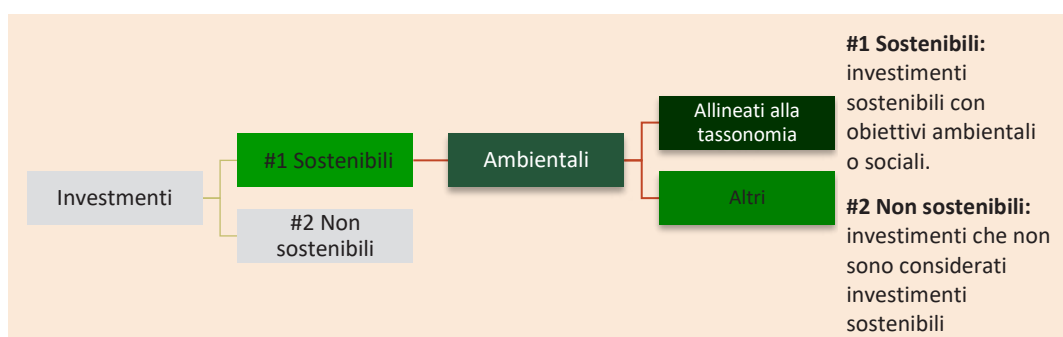 Investmenti
#1 Sostenibili
#2 Non
sostenibili
Ambientali
Allineati alla
tassonomia
Altri
#1 Sostenibili:
investimenti
sostenibili con
obiettivi ambientali
o sociali.
#2 Non sostenibili:
investimenti che non
sono considerati
investimenti
sostenibili